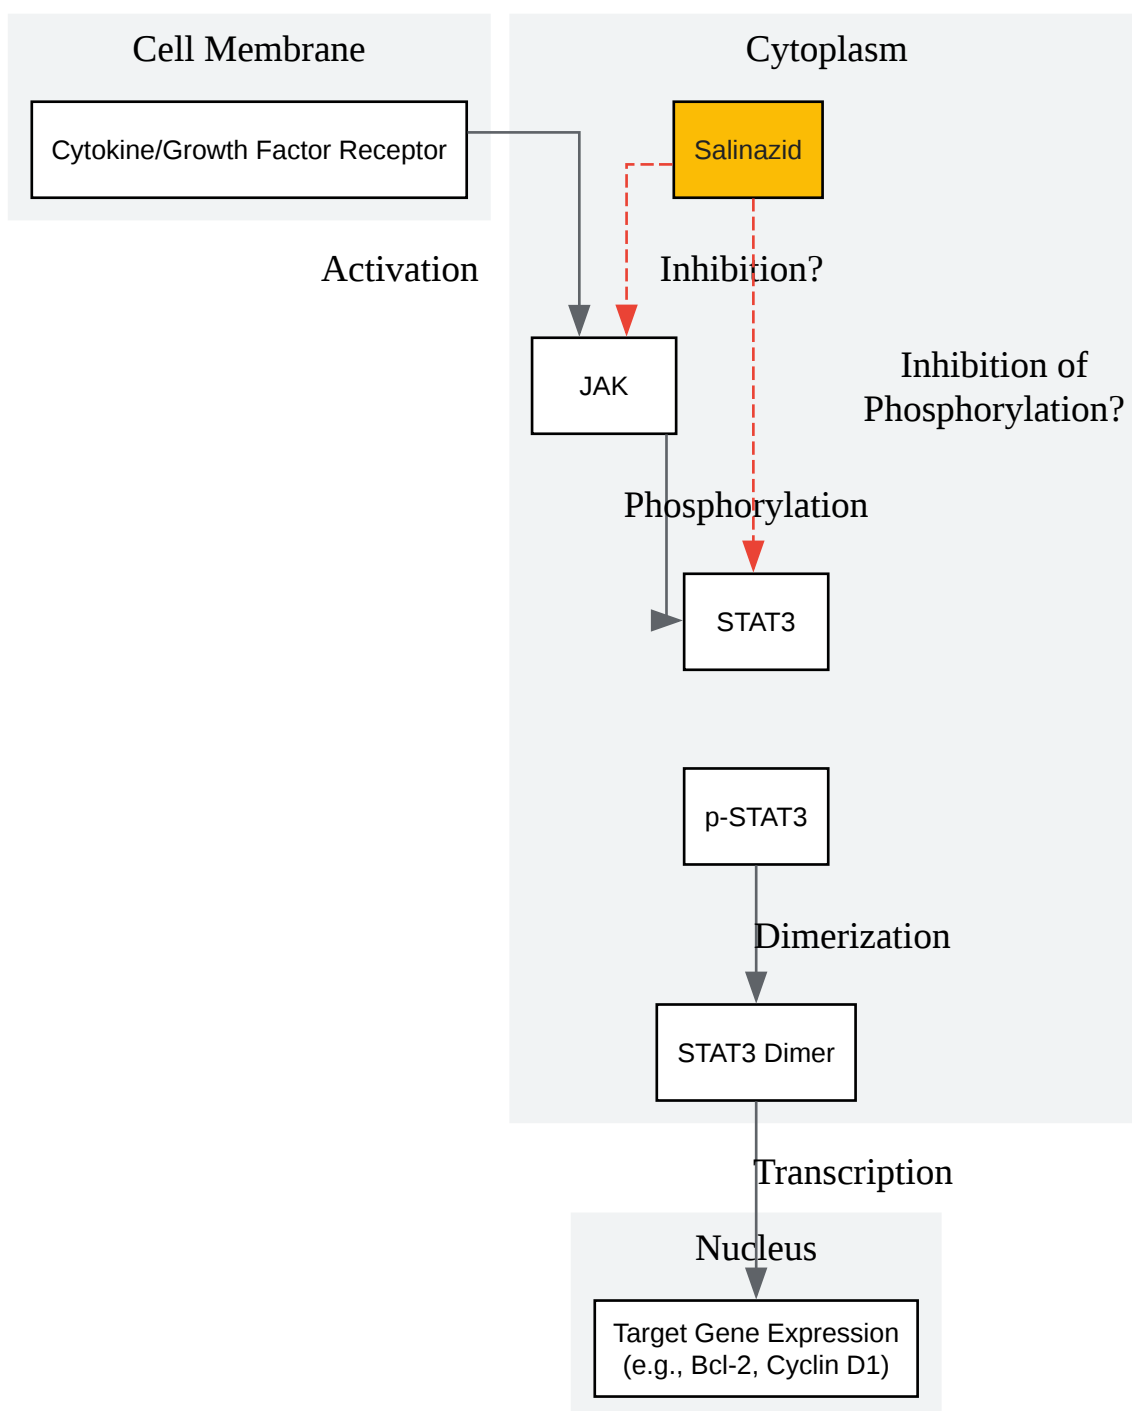 Cell Membrane
Cytoplasm
Cytokine/Growth Factor Receptor
Salinazid
Activation
Inhibition?
Inhibition of
Phosphorylation?
JAK
Phosphorylation
STAT3
p-STAT3
Dimerization
STAT3 Dimer
Transcription
Nucleus
Target Gene Expression
(e.g., Bcl-2, Cyclin D1)